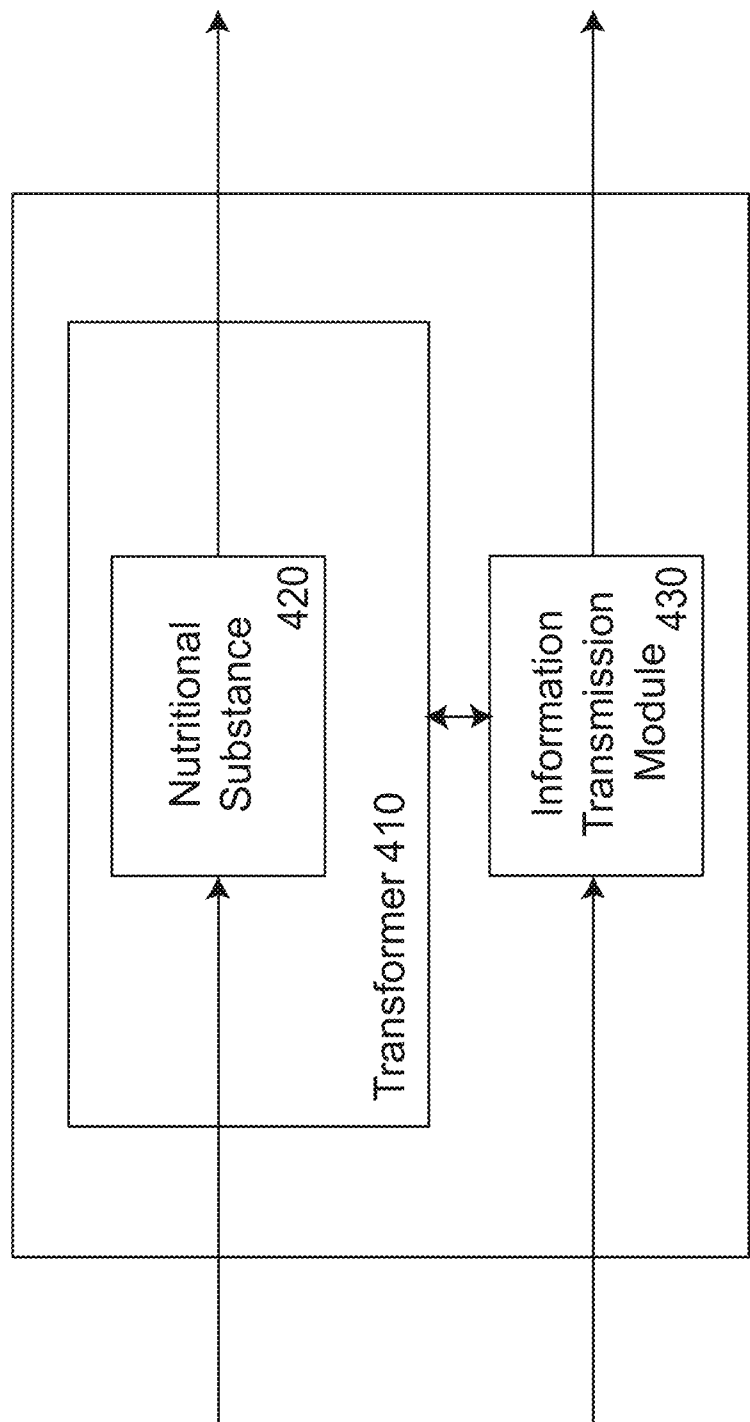 Nutritional
Substance
420
Transformer 410
Information
Transmission
Module 430